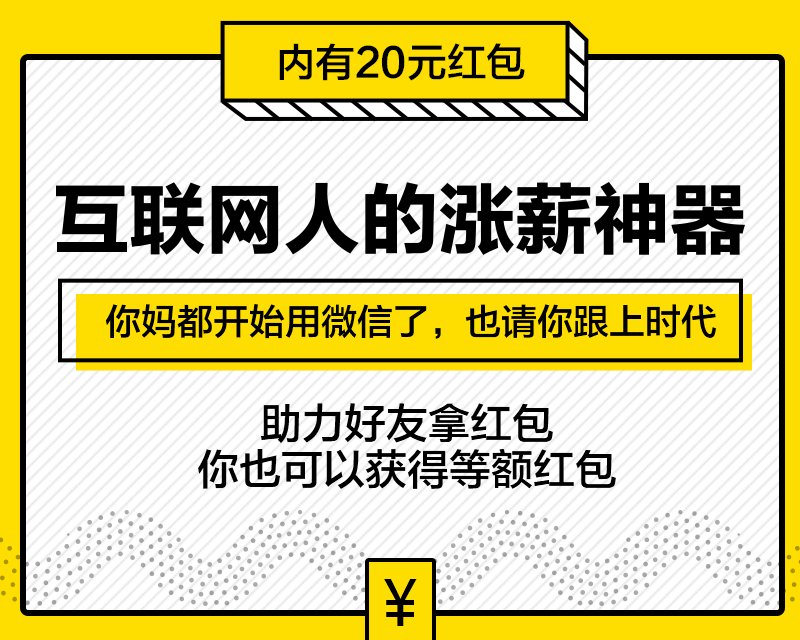 内有20元红包
互联网人的涨薪神器
你妈都开始用微信了，也请你跟上时代
助力好友拿红包
你也可以获得等额红包
¥